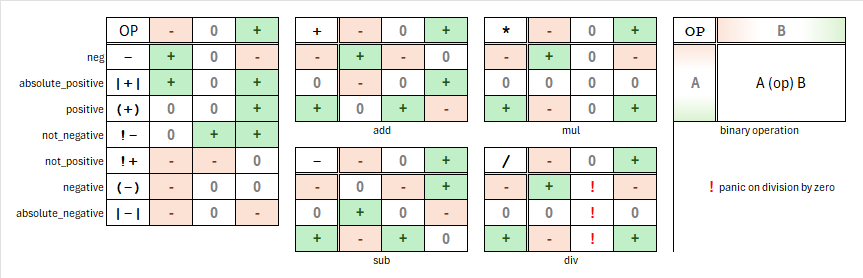 OP - 0 +
neg - + 0 -
absolute_positive |+| + 0 +
positive (+) 0 0 +
not_negative !- 0 + +
not_positive !+ - - 0
negative (-) - 0 0
absolute_negative |-| - 0 -
+ - 0 +
- + - 0
0 - 0 +
+ 0 + -
add
* - 0 +
- + 0 -
0 0 0 0
+ - 0 +
mul
OP B
A A (op) B
binary operation
- - 0 +
- 0 - +
0 + 0 -
+ - + 0
sub
/ - 0 +
- + ! -
0 0 ! 0
+ - ! +
div
! panic on division by zero